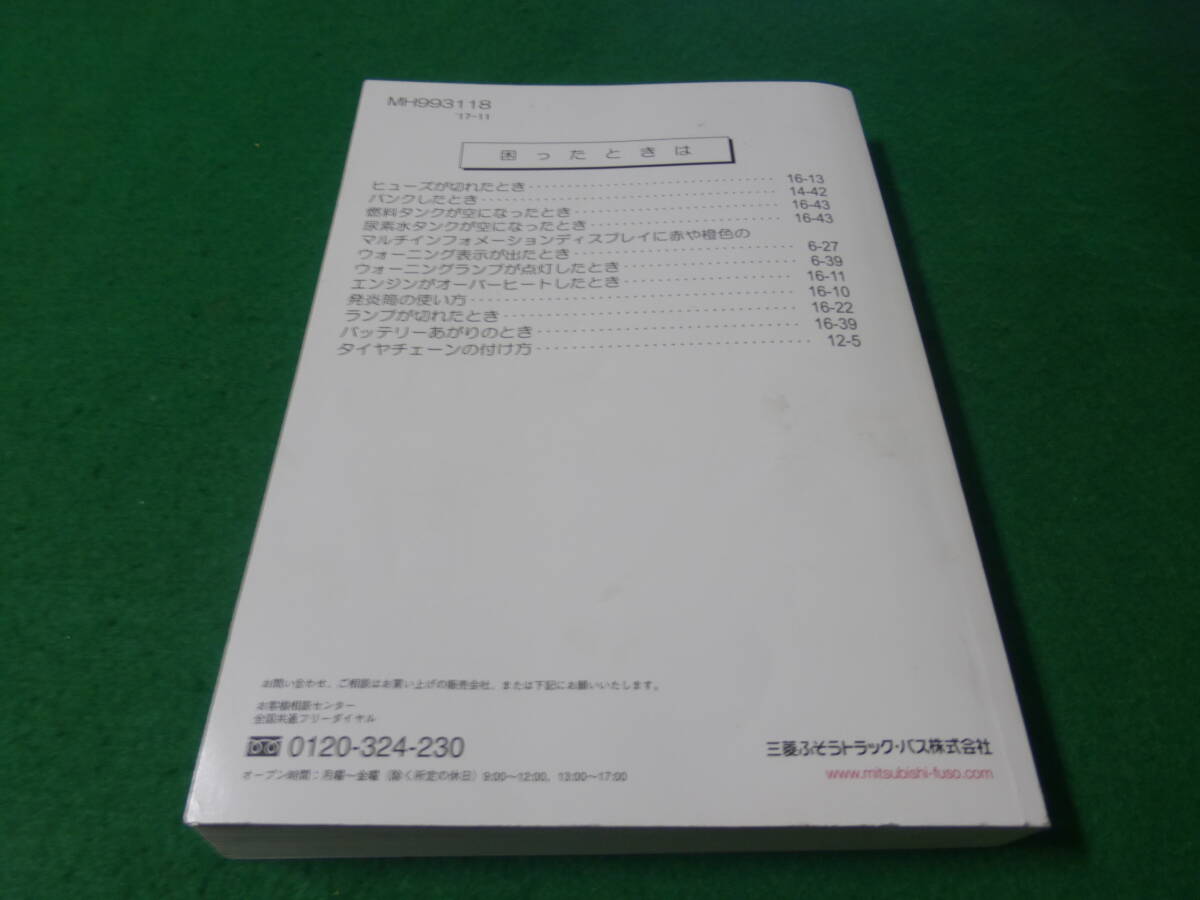 MH993118
'17-11
困ったときは
ヒューズが切れたとき 16-13
パンクしたとき 14-42
燃料タンクが空になったとき 16-43
尿素水タンクが空になったとき 16-43
マルチインフォメーションディスプレイに赤や橙色の
ウォーニング表示が出たとき 6-27
ウォーニングランプが点灯したとき 6-39
エンジンがオーバーヒートしたとき 16-11
発炎筒の使い方 16-10
ランプが切れたとき 16-22
バッテリーあがりのとき 16-39
タイヤチェーンの付け方 12-5
お問い合わせ、ご相談はお買い上げの販売会社、または下記にお願いいたします。
お客様相談センター
全国共通フリーダイヤル
0120-324-230
オープン時間：月曜～金曜（除く所定の休日）9:00～12:00、13:00～17:00
三菱ふそうトラック・バス株式会社
www.mitsubishi-fuso.com